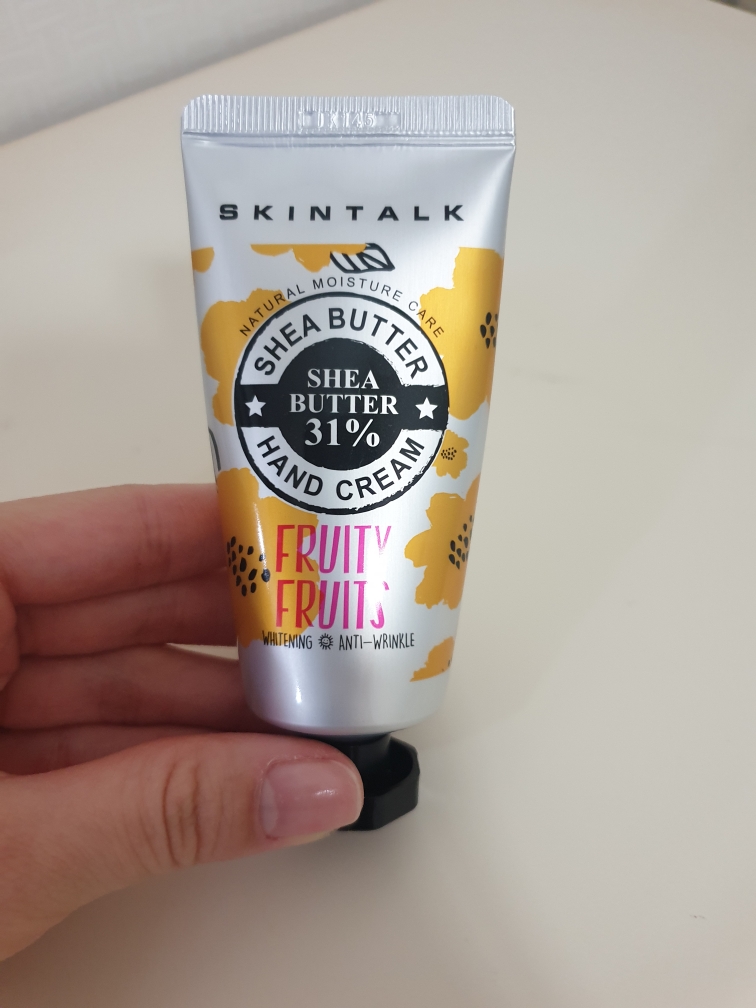 SKINTALK
NATURAL MOISTURE CARE
SHEA BUTTER
SHEA
BUTTER
31%
HAND CREAM
FRUITY
FRUITS
WHITENING ANTI-WRINKLE